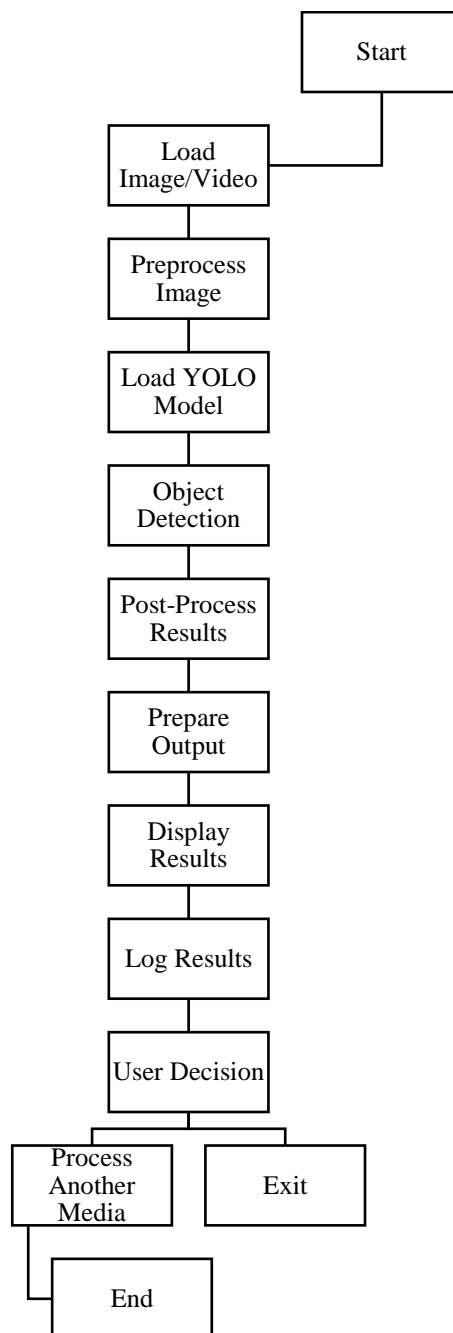 Start
Load
Image/Video
Preprocess
Image
Load YOLO
Model
Object
Detection
Post-Process
Results
Prepare
Output
Display
Results
Log Results
User Decision
Process
Another
Media
Exit
End